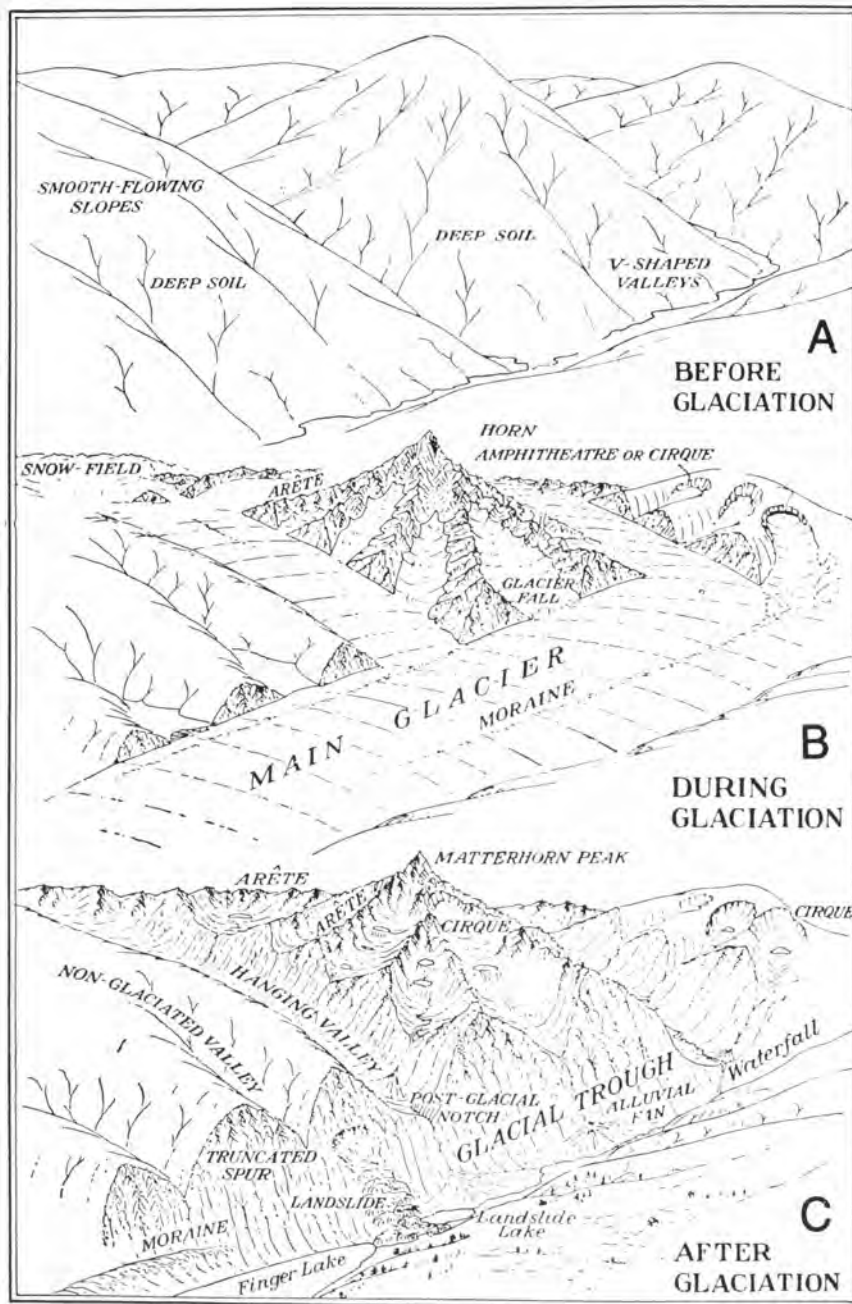 SMOOTH-FLOWING
SLOPES
DEEP SOIL
DEEP SOIL
V-SHAPED
VALLEYS
A
BEFORE
GLACIATION
SNOW-FIELD
ARÊTE
HORN
AMPHITHEATRE OR CIRQUE
GLACIER
FALL
MAIN GLACIER
MORAINE
B
DURING
GLACIATION
ARÊTE
ARÊTE
MATTERHORN PEAK
CIRQUE
CIRQUE
NON-GLACIATED VALLEY
HANGING VALLEY
POST-GLACIAL
NOTCH
GLACIAL TROUGH
ALLUVIAL
FAN
Waterfall
TRUNCATED
SPUR
LANDSLIDE
MORAINE
Finger Lake
Landslide
Lake
C
AFTER
GLACIATION